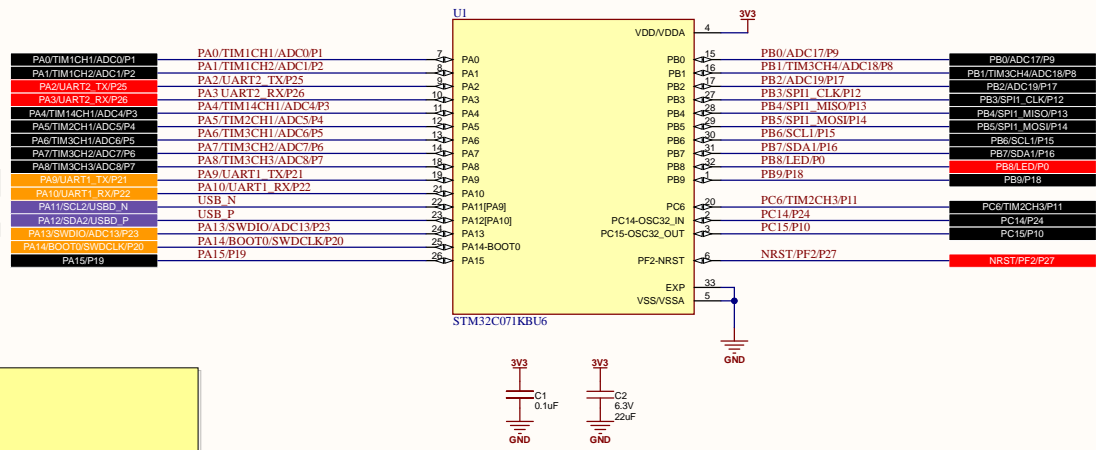 U1
3V3
VDD/VDDA 4
PA0/TIM1CH1/ADC0/P1 PA0/TIM1CH1/ADC0/P1 7 PA0 PB0 15 PB0/ADC17/P9 PB0/ADC17/P9
PA1/TIM1CH2/ADC1/P2 PA1/TIM1CH2/ADC1/P2 8 PA1 PB1 16 PB1/TIM3CH4/ADC18/P8 PB1/TIM3CH4/ADC18/P8
PA2/UART2_TX/P25 PA2/UART2_TX/P25 9 PA2 PB2 17 PB2/ADC19/P17 PB2/ADC19/P17
PA3/UART2_RX/P26 PA3 UART2_RX/P26 10 PA3 PB3 27 PB3/SPI1_CLK/P12 PB3/SPI1_CLK/P12
PA4/TIM14CH1/ADC4/P3 PA4/TIM14CH1/ADC4/P3 11 PA4 PB4 28 PB4/SPI1_MISO/P13 PB4/SPI1_MISO/P13
PA5/TIM2CH1/ADC5/P4 PA5/TIM2CH1/ADC5/P4 12 PA5 PB5 29 PB5/SPI1_MOSI/P14 PB5/SPI1_MOSI/P14
PA6/TIM3CH1/ADC6/P5 PA6/TIM3CH1/ADC6/P5 13 PA6 PB6 30 PB6/SCL1/P15 PB6/SCL1/P15
PA7/TIM3CH2/ADC7/P6 PA7/TIM3CH2/ADC7/P6 14 PA7 PB7 31 PB7/SDA1/P16 PB7/SDA1/P16
PA8/TIM3CH3/ADC8/P7 PA8/TIM3CH3/ADC8/P7 18 PA8 PB8 32 PB8/LED/P0 PB8/LED/P0
PA9/UART1_TX/P21 PA9/UART1_TX/P21 19 PA9 PB9 1 PB9/P18 PB9/P18
PA10/UART1_RX/P22 PA10/UART1_RX/P22 21 PA10
PA11/SCL2/USBD_N USB_N 22 PA11[PA9] PC6 20 PC6/TIM2CH3/P11 PC6/TIM2CH3/P11
PA12/SDA2/USBD_P USB_P 23 PA12[PA10] PC14-OSC32_IN 2 PC14/P24 PC14/P24
PA13/SWDIO/ADC13/P23 PA13/SWDIO/ADC13/P23 24 PA13 PC15-OSC32_OUT 3 PC15/P10 PC15/P10
PA14/BOOT0/SWDCLK/P20 PA14/BOOT0/SWDCLK/P20 25 PA14-BOOT0
PA15/P19 PA15/P19 26 PA15 PF2-NRST 6 NRST/PF2/P27 NRST/PF2/P27
EXP 33
VSS/VSSA 5
STM32C071KBU6
GND
3V3 3V3
C1 C2
0.1uF 6.3V
22uF
GND GND